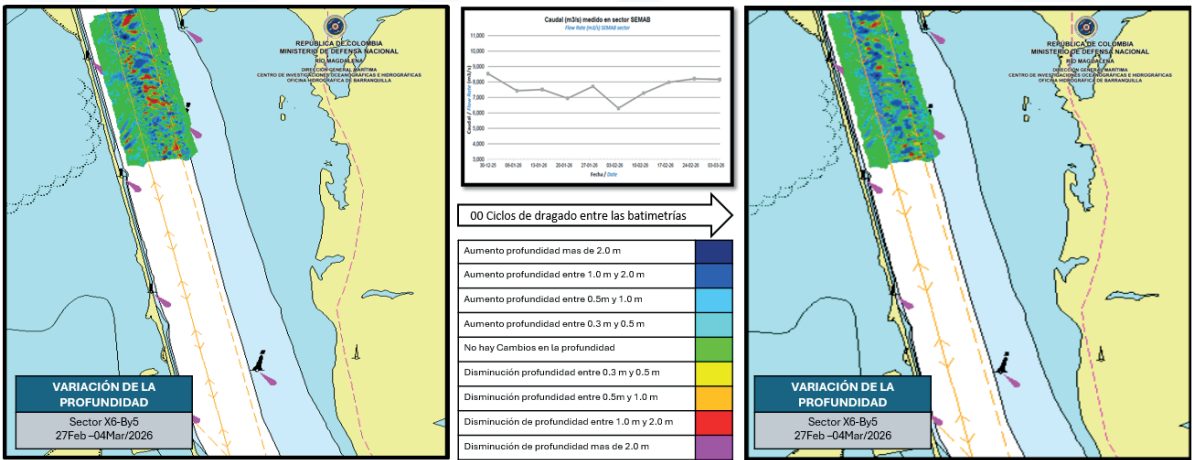 REPÚBLICA DE COLOMBIA
MINISTERIO DE DEFENSA NACIONAL
RÍO MAGDALENA
DIRECCIÓN GENERAL MARÍTIMA
CENTRO DE INVESTIGACIONES OCEANOGRÁFICAS E HIDROGRÁFICAS
OFICINA HIDROGRÁFICA DE BARRANQUILLA
VARIACIÓN DE LA
PROFUNDIDAD
Sector X6-By5
27Feb –04Mar/2026
Caudal (m3/s) medido en sector SEMAB
Flow Rate (m3/s) SEMAB sector
Caudal / Flow Rate (m3/s)
11,000
10,000
9,000
8,000
7,000
6,000
5,000
4,000
3,000
30-12-25 06-01-26 13-01-26 20-01-26 27-01-26 03-02-26 10-02-26 17-02-26 24-02-26 03-03-26
Fecha / Date
00 Ciclos de dragado entre las batimetrías
Aumento profundidad mas de 2.0 m
Aumento profundidad entre 1.0 m y 2.0 m
Aumento profundidad entre 0.5m y 1.0 m
Aumento profundidad entre 0.3 m y 0.5 m
No hay Cambios en la profundidad
Disminución profundidad entre 0.3 m y 0.5 m
Disminución profundidad entre 0.5m y 1.0 m
Disminución de profundidad entre 1.0 m y 2.0 m
Disminución de profundidad mas de 2.0 m
REPÚBLICA DE COLOMBIA
MINISTERIO DE DEFENSA NACIONAL
RÍO MAGDALENA
DIRECCIÓN GENERAL MARÍTIMA
CENTRO DE INVESTIGACIONES OCEANOGRÁFICAS E HIDROGRÁFICAS
OFICINA HIDROGRÁFICA DE BARRANQUILLA
VARIACIÓN DE LA
PROFUNDIDAD
Sector X6-By5
27Feb –04Mar/2026